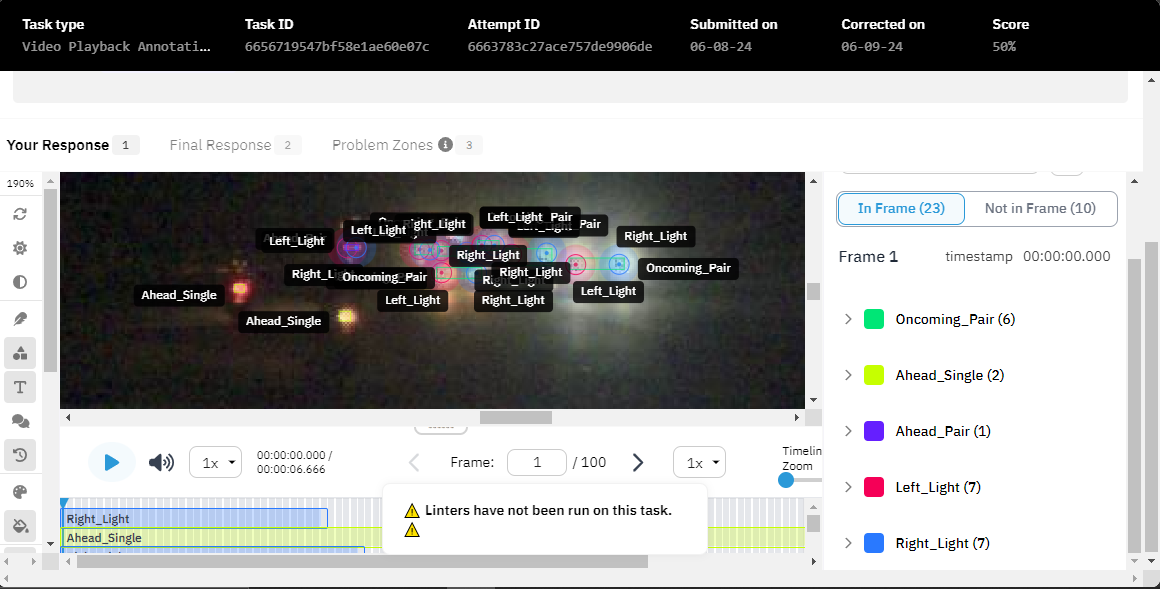 Task type
Task ID
Attempt ID
Submitted on
Corrected on
Score
Video Playback Annotati...
6656719547bf58e1ae60e07c
6663783c27ace757de9906de
06-08-24
06-09-24
50%
Your Response 1
Final Response 2
Problem Zones 3
190%
Left_Light
Left_Light
Right_Light
Left_Light_Pair
Pair
Right_Light
Right_Light
Right_L
Oncoming_Pair
Right_Light
Oncoming_Pair
Ahead_Single
Left_Light
Right_Light
Left_Light
Ahead_Single
In Frame (23)
Not in Frame (10)
Frame 1
timestamp 00:00:00.000
Oncoming_Pair (6)
Ahead_Single (2)
Ahead_Pair (1)
Left_Light (7)
Right_Light (7)
1x
00:00:00.000 /
00:00:06.666
Frame: 1 / 100
1x
Timelin
Zoom
Linters have not been run on this task.
Right_Light
Ahead_Single